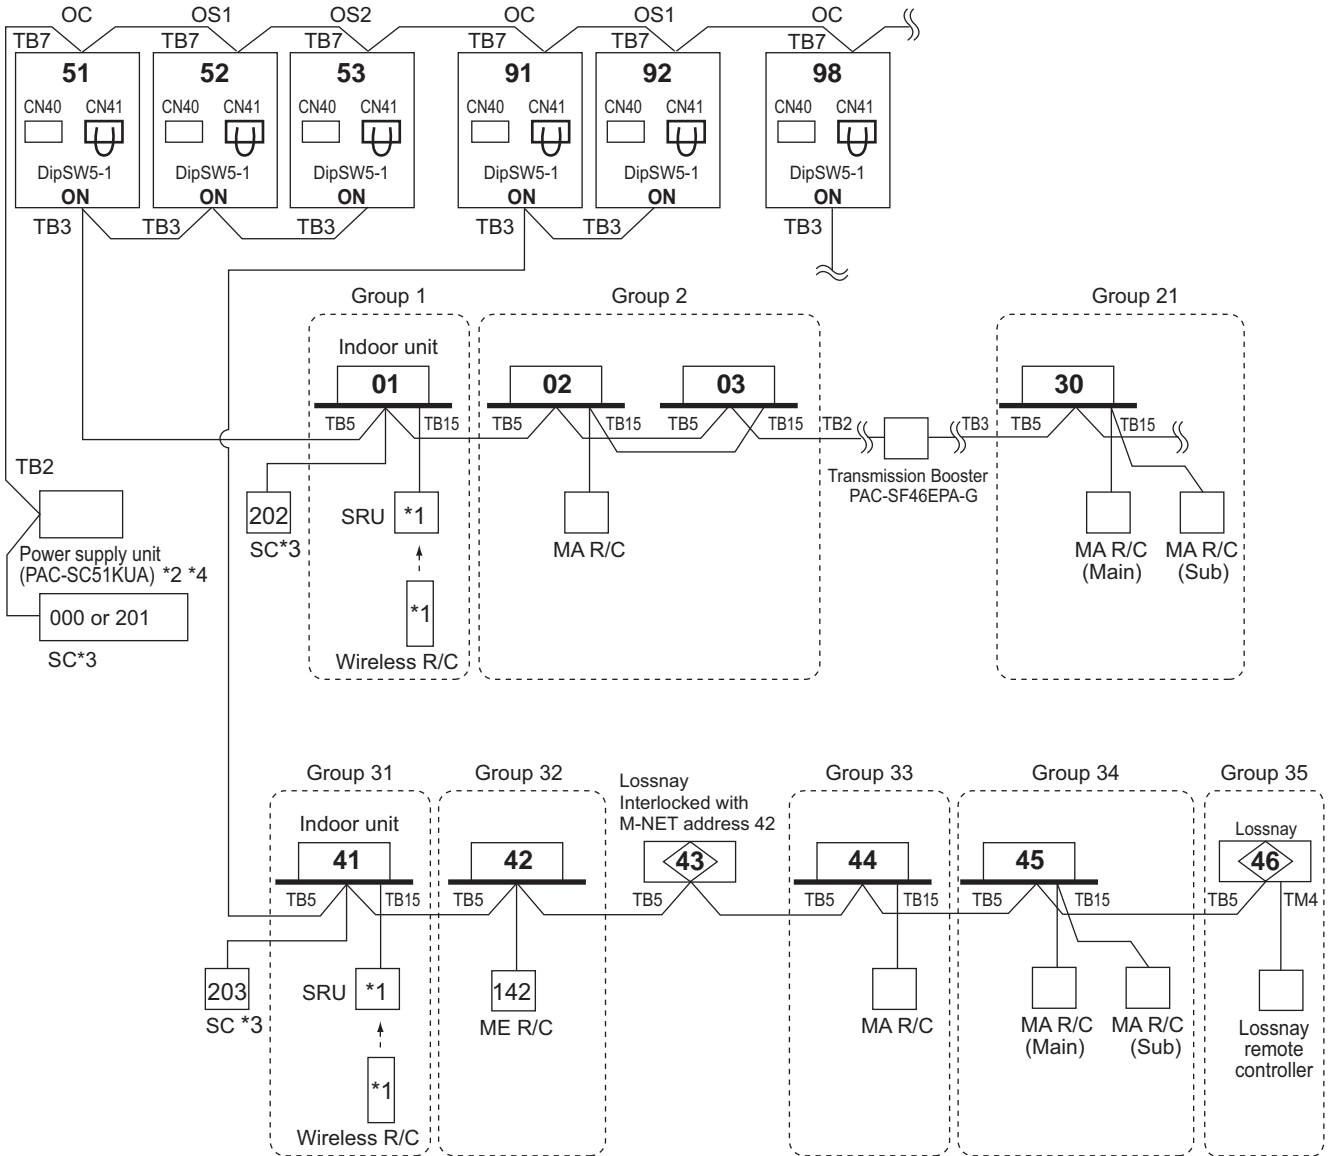 OC OS1 OS2 OC OS1 OC
TB7 TB7 TB7 TB7 TB7 TB7
51 52 53 91 92 98
CN40 CN41 CN40 CN41 CN40 CN41 CN40 CN41 CN40 CN41 CN40 CN41
DipSW5-1 DipSW5-1 DipSW5-1 DipSW5-1 DipSW5-1 DipSW5-1
ON ON ON ON ON ON
TB3 TB3 TB3 TB3 TB3 TB3
Group 1 Group 2 Group 21
Indoor unit
01 02 03 30
TB5 TB15 TB5 TB15 TB5 TB15 TB2 TB3 TB5 TB15
Transmission Booster
PAC-SF46EPA-G
TB2
202 SRU *1
SC*3 MA R/C MA R/C
(Main) MA R/C
(Sub)
Power supply unit
(PAC-SC51KUA) *2 *4
000 or 201
SC*3
*1
Wireless R/C
Group 31 Group 32 Lossnay
Interlocked with
M-NET address 42
Group 33 Group 34 Group 35
Indoor unit Lossnay
41 42 43 44 45 46
TB5 TB15 TB5 TB5 TB5 TB15 TB5 TB15 TB5 TM4
203 SRU *1 142
SC *3 ME R/C MA R/C MA R/C
(Main) MA R/C
(Sub)
Lossnay
remote
controller
*1
Wireless R/C